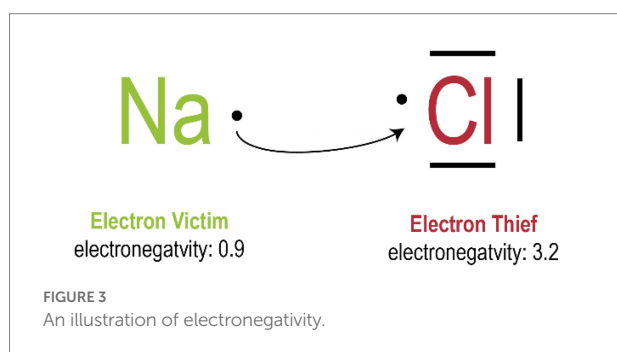 Na Cl
Electron Victim
electronegatvity: 0.9
Electron Thief
electronegatvity: 3.2
FIGURE 3
An illustration of electronegativity.